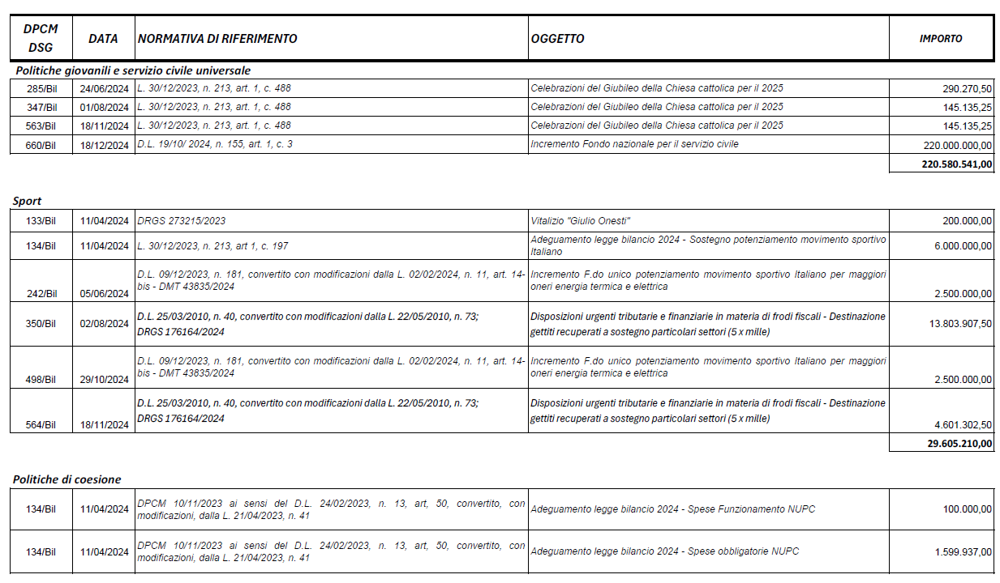 DPCM DSG DATA NORMATIVA DI RIFERIMENTO OGGETTO IMPORTO
Politiche giovanili e servizio civile universale
285/Bil 24/06/2024 L. 30/12/2023, n. 213, art. 1, c. 488 Celebrazioni del Giubileo della Chiesa cattolica per il 2025 290.270,50
347/Bil 01/08/2024 L. 30/12/2023, n. 213, art. 1, c. 488 Celebrazioni del Giubileo della Chiesa cattolica per il 2025 145.135,25
563/Bil 18/11/2024 L. 30/12/2023, n. 213, art. 1, c. 488 Celebrazioni del Giubileo della Chiesa cattolica per il 2025 145.135,25
660/Bil 18/12/2024 D.L. 19/10/ 2024, n. 155, art. 1, c. 3 Incremento Fondo nazionale per il servizio civile 220.000.000,00
220.580.541,00
Sport
133/Bil 11/04/2024 DRGS 273215/2023 Vitalizio "Giulio Onesti" 200.000,00
134/Bil 11/04/2024 L. 30/12/2023, n. 213, art 1, c. 197 Adeguamento legge bilancio 2024 - Sostegno potenziamento movimento sportivo
Italiano 6.000.000,00
D.L. 09/12/2023, n. 181, convertito con modificazioni dalla L. 02/02/2024, n. 11, art. 14- Incremento F.do unico potenziamento movimento sportivo Italiano per maggiori
bis - DMT 43835/2024 oneri energia termica e elettrica
242/Bil 05/06/2024 2.500.000,00
D.L. 25/03/2010, n. 40, convertito con modificazioni dalla L. 22/05/2010, n. 73; Disposizioni urgenti tributarie e finanziarie in materia di frodi fiscali - Destinazione
350/Bil 02/08/2024 DRGS 176164/2024 gettiti recuperati a sostegno particolari settori (5 x mille) 13.803.907,50
D.L. 09/12/2023, n. 181, convertito con modificazioni dalla L. 02/02/2024, n. 11, art. 14- Incremento F.do unico potenziamento movimento sportivo Italiano per maggiori
bis - DMT 43835/2024 oneri energia termica e elettrica
498/Bil 29/10/2024 2.500.000,00
D.L. 25/03/2010, n. 40, convertito con modificazioni dalla L. 22/05/2010, n. 73; Disposizioni urgenti tributarie e finanziarie in materia di frodi fiscali - Destinazione
DRGS 176164/2024 gettiti recuperati a sostegno particolari settori (5 x mille)
564/Bil 18/11/2024 4.601.302,50
29.605.210,00
Politiche di coesione
DPCM 10/11/2023 ai sensi del D.L. 24/02/2023, n. 13, art, 50, convertito, con
134/Bil 11/04/2024 modificazioni, dalla L. 21/04/2023, n. 41 Adeguamento legge bilancio 2024 - Spese Funzionamento NUPC 100.000,00
DPCM 10/11/2023 ai sensi del D.L. 24/02/2023, n. 13, art, 50, convertito, con
134/Bil 11/04/2024 modificazioni, dalla L. 21/04/2023, n. 41 Adeguamento legge bilancio 2024 - Spese obbligatorie NUPC 1.599.937,00